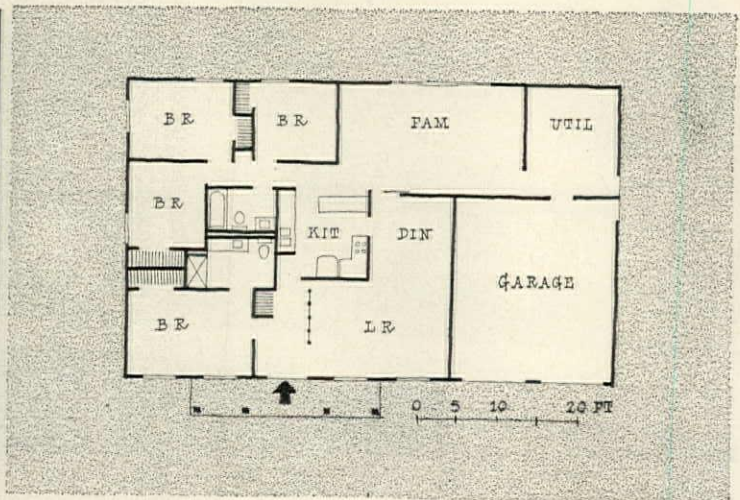 BR BR FAM UTIL
BR KIT DIN
GARAGE
BR LR
0 5 10 20 FT